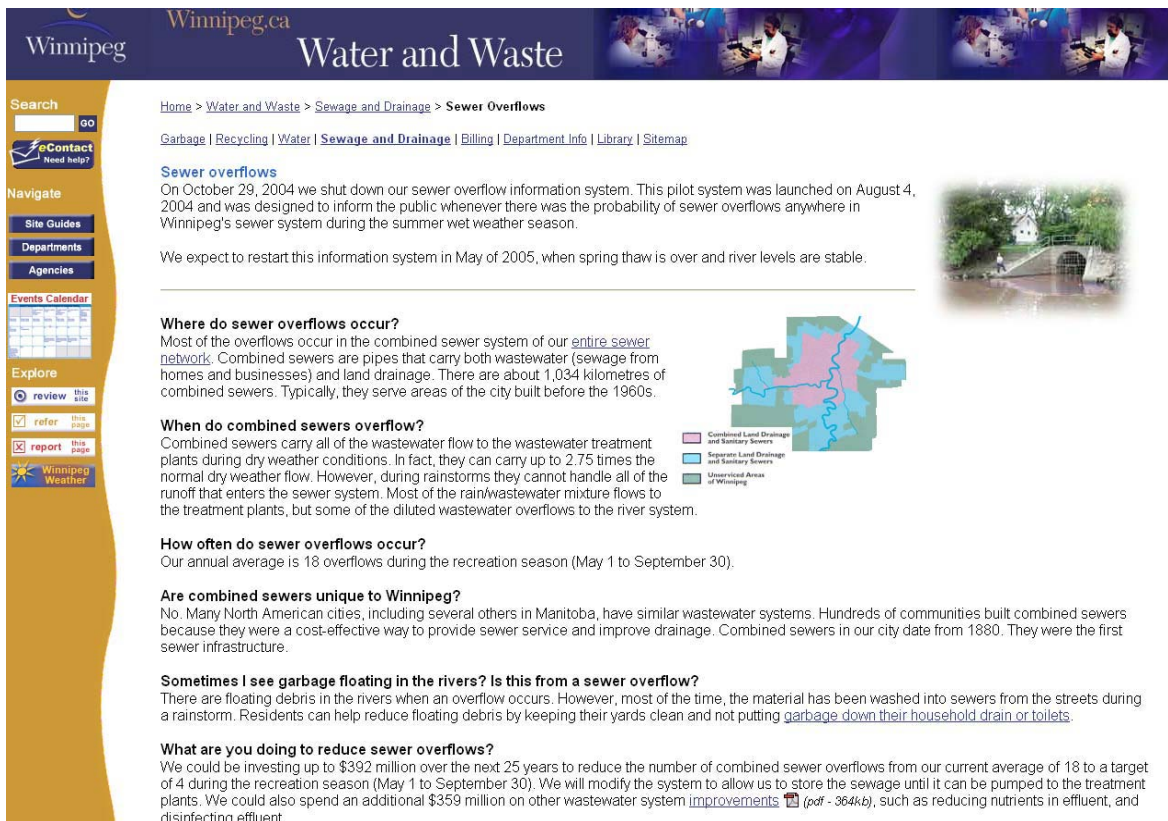 Winnipeg
Winnipeg.ca
Water and Waste
Search
GO
eContact
Need help?
Navigate
Site Guides
Departments
Agencies
Events Calendar
Explore
review this site
refer this page
report this page
Winnipeg Weather
Home > Water and Waste > Sewage and Drainage > Sewer Overflows
Garbage | Recycling | Water | Sewage and Drainage | Billing | Department Info | Library | Sitemap
Sewer overflows
On October 29, 2004 we shut down our sewer overflow information system. This pilot system was launched on August 4,
2004 and was designed to inform the public whenever there was the probability of sewer overflows anywhere in
Winnipeg's sewer system during the summer wet weather season.
We expect to restart this information system in May of 2005, when spring thaw is over and river levels are stable.
Where do sewer overflows occur?
Most of the overflows occur in the combined sewer system of our entire sewer
network. Combined sewers are pipes that carry both wastewater (sewage from
homes and businesses) and land drainage. There are about 1,034 kilometres of
combined sewers. Typically, they serve areas of the city built before the 1960s.
When do combined sewers overflow?
Combined sewers carry all of the wastewater flow to the wastewater treatment
plants during dry weather conditions. In fact, they can carry up to 2.75 times the
normal dry weather flow. However, during rainstorms they cannot handle all of the
runoff that enters the sewer system. Most of the rain/wastewater mixture flows to
the treatment plants, but some of the diluted wastewater overflows to the river system.
Combined Land Drainage
and Sanitary Sewers
Separate Land Drainage
and Sanitary Sewers
Unserviced Areas
of Winnipeg
How often do sewer overflows occur?
Our annual average is 18 overflows during the recreation season (May 1 to September 30).
Are combined sewers unique to Winnipeg?
No. Many North American cities, including several others in Manitoba, have similar wastewater systems. Hundreds of communities built combined sewers
because they were a cost-effective way to provide sewer service and improve drainage. Combined sewers in our city date from 1880. They were the first
sewer infrastructure.
Sometimes I see garbage floating in the rivers? Is this from a sewer overflow?
There are floating debris in the rivers when an overflow occurs. However, most of the time, the material has been washed into sewers from the streets during
a rainstorm. Residents can help reduce floating debris by keeping their yards clean and not putting garbage down their household drain or toilets.
What are you doing to reduce sewer overflows?
We could be investing up to $392 million over the next 25 years to reduce the number of combined sewer overflows from our current average of 18 to a target
of 4 during the recreation season (May 1 to September 30). We will modify the system to allow us to store the sewage until it can be pumped to the treatment
plants. We could also spend an additional $359 million on other wastewater system improvements (pdf - 364kb), such as reducing nutrients in effluent, and
disinfecting effluent